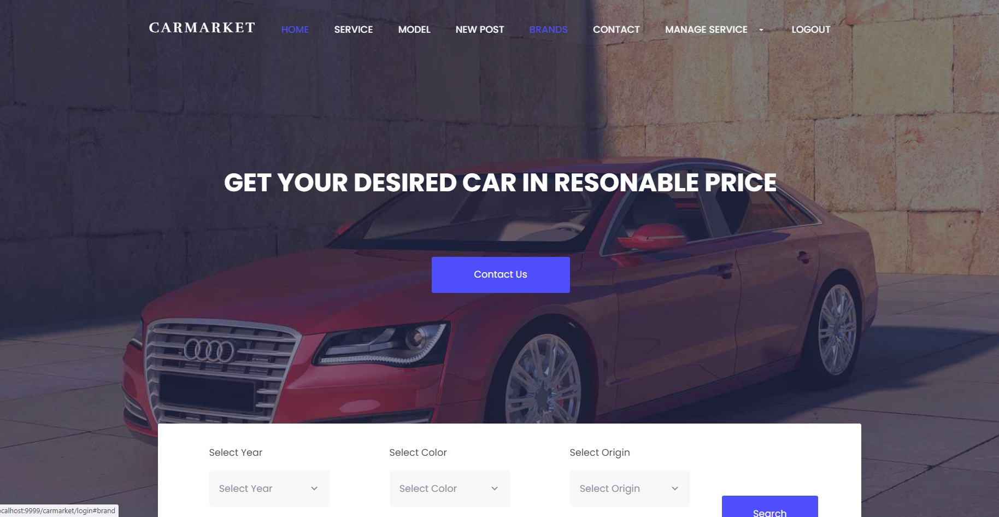 CARMARKET HOME SERVICE MODEL NEW POST BRANDS CONTACT MANAGE SERVICE LOGOUT
GET YOUR DESIRED CAR IN RESONABLE PRICE
Contact Us
Select Year Select Color Select Origin
Select Year Select Color Select Origin
Search
ocalhost:9999/carmarket/login#brand